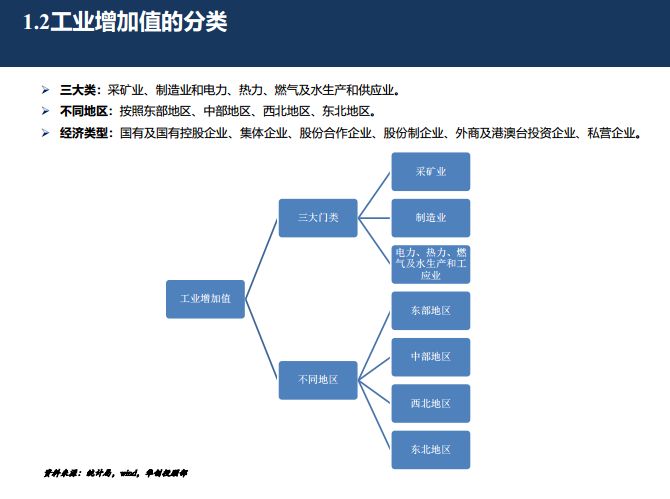 1.2工业增加值的分类
三大类：采矿业、制造业和电力、热力、燃气及水生产和供应业。
不同地区：按照东部地区、中部地区、西北地区、东北地区。
经济类型：国有及国有控股企业、集体企业、股份合作企业、股份制企业、外商及港澳台投资企业、私营企业。
采矿业
三大门类
制造业
电力、热力、燃
气及水生产和工
应业
工业增加值
东部地区
中部地区
不同地区
西北地区
东北地区
资料来源：统计局，wind，华创投顾部